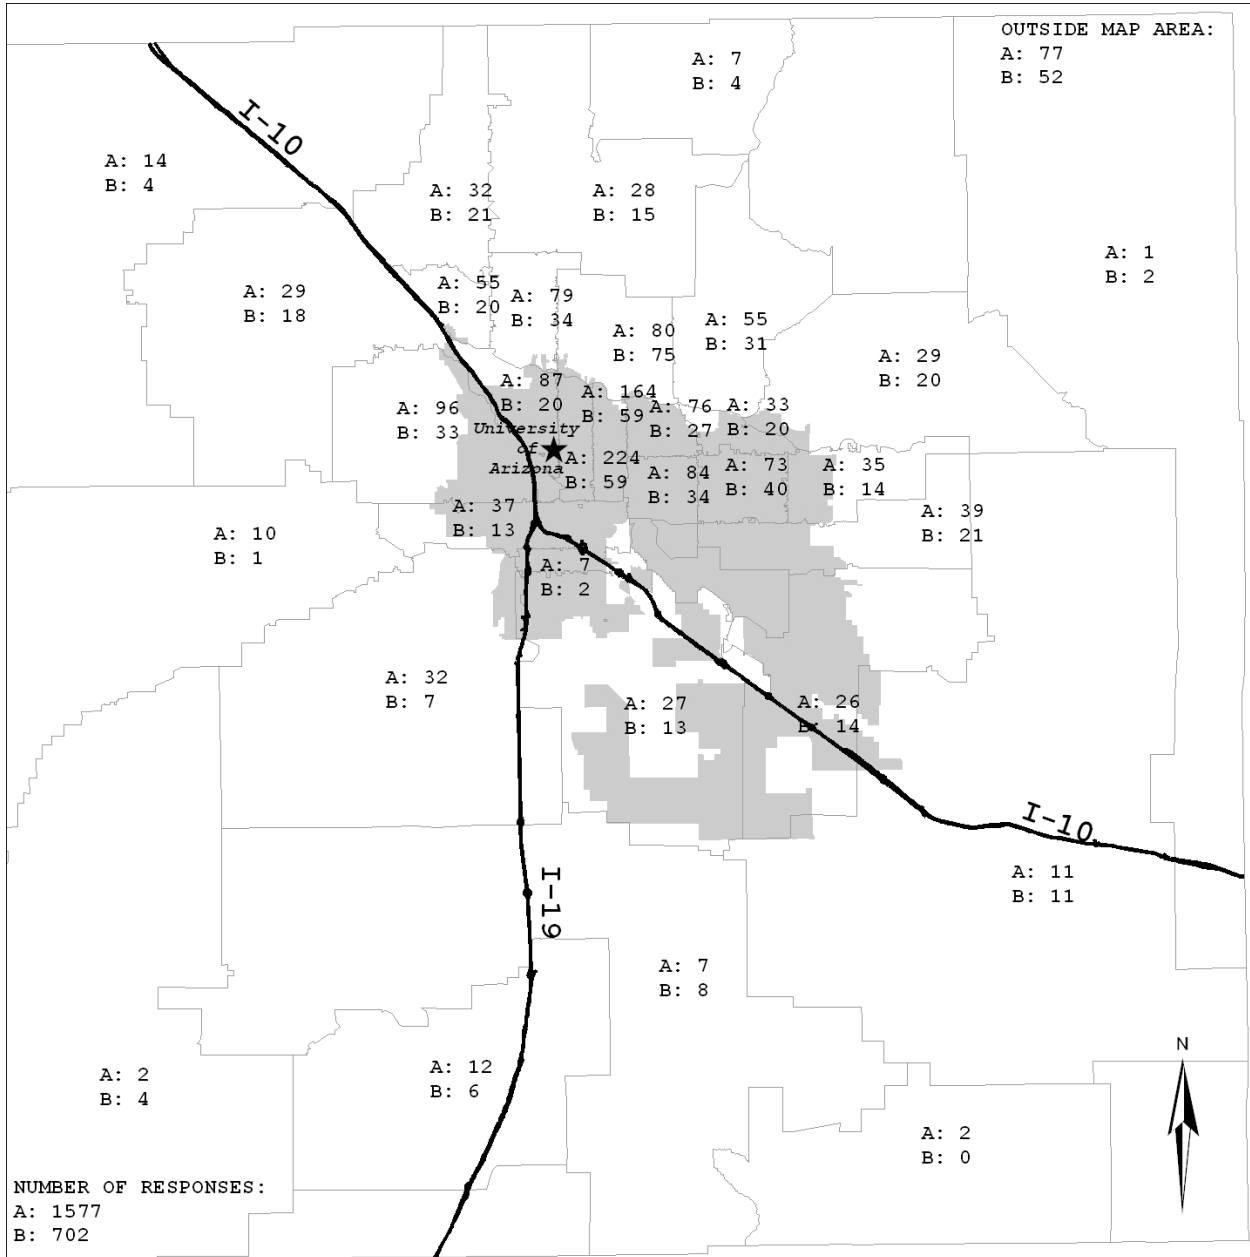 OUTSIDE MAP AREA:
A: 77
B: 52
A: 7
B: 4
I-10
A: 14
B: 4
A: 32
B: 21
A: 28
B: 15
A: 1
B: 2
A: 29
B: 18
A: 55
B: 20
A: 79
B: 34
A: 80
B: 75
A: 55
B: 31
A: 29
B: 20
A: 96
B: 33
A: 87
B: 20
A: 164
B: 59
A: 76
B: 27
A: 33
B: 20
University
of
Arizona
A: 224
B: 59
A: 84
B: 34
A: 73
B: 40
A: 35
B: 14
A: 37
B: 13
A: 39
B: 21
A: 10
B: 1
A: 7
B: 2
A: 32
B: 7
A: 27
B: 13
A: 26
B: 14
I-10
I-19
A: 11
B: 11
A: 7
B: 8
A: 12
B: 6
A: 2
B: 4
A: 2
B: 0
N
NUMBER OF RESPONSES:
A: 1577
B: 702